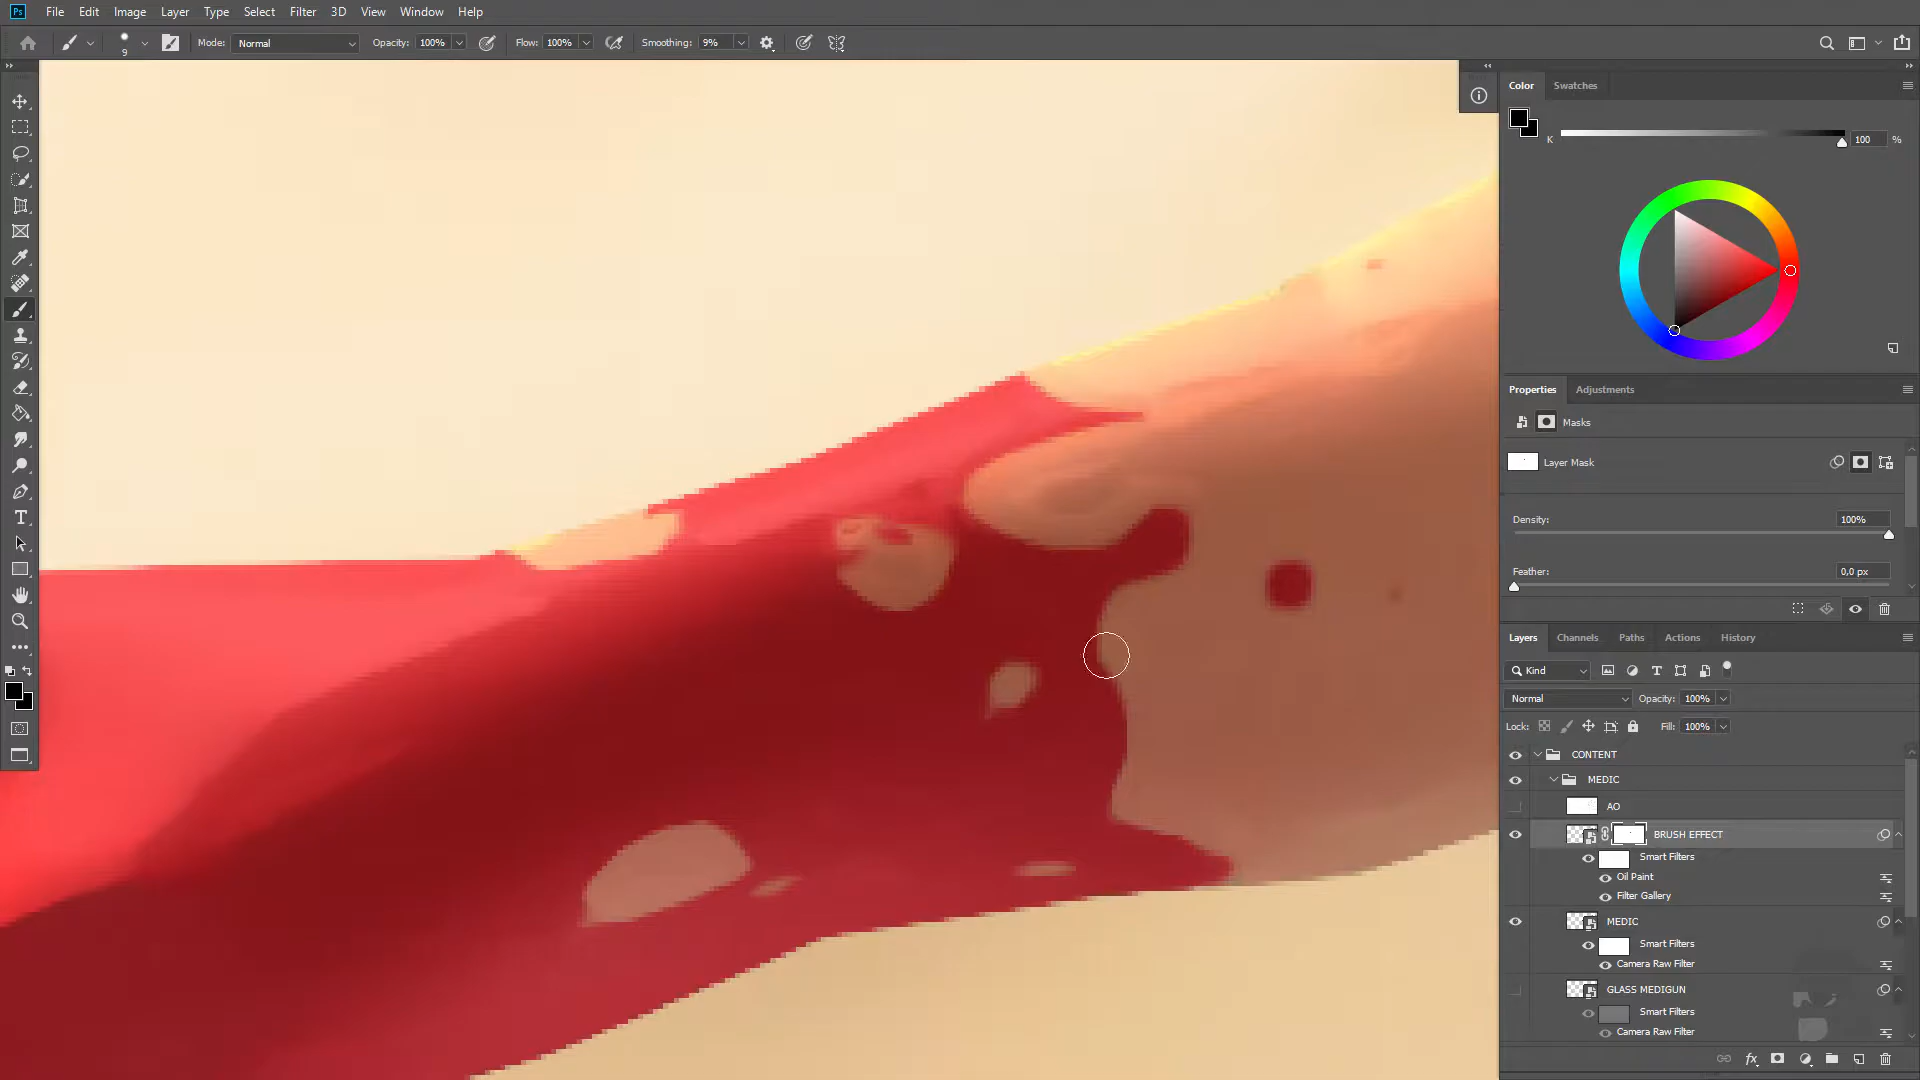 Ps File Edit Image Layer Type Select Filter 3D View Window Help
9 Mode: Normal Opacity: 100% Flow: 100% Smoothing: 9%
Color Swatches
K 100 %
Properties Adjustments
Masks
Layer Mask
Density: 100%
Feather: 0,0 px
Layers Channels Paths Actions History
Kind
Normal Opacity: 100%
Lock: Fill: 100%
CONTENT
MEDIC
AO
BRUSH EFFECT
Smart Filters
Oil Paint
Filter Gallery
MEDIC
Smart Filters
Camera Raw Filter
GLASS MEDIGUN
Smart Filters
Camera Raw Filter
fx